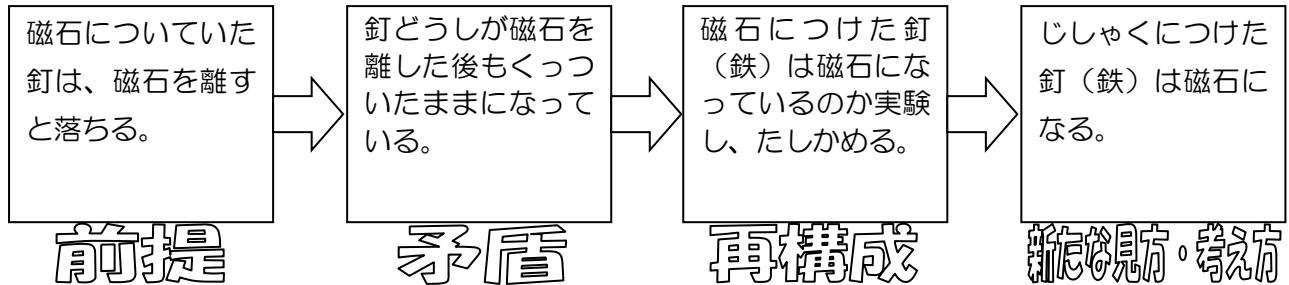 磁石についていた
釘は、磁石を離す
と落ちる。
釘どうしが磁石を
離した後もくっつ
いたままになって
いる。
磁石につけた釘
（鉄）は磁石にな
っているのか実験
し、たしかめる。
じしゃくにつけた
釘（鉄）は磁石に
なる。
前提
矛盾
再構成
新たな見方・考え方